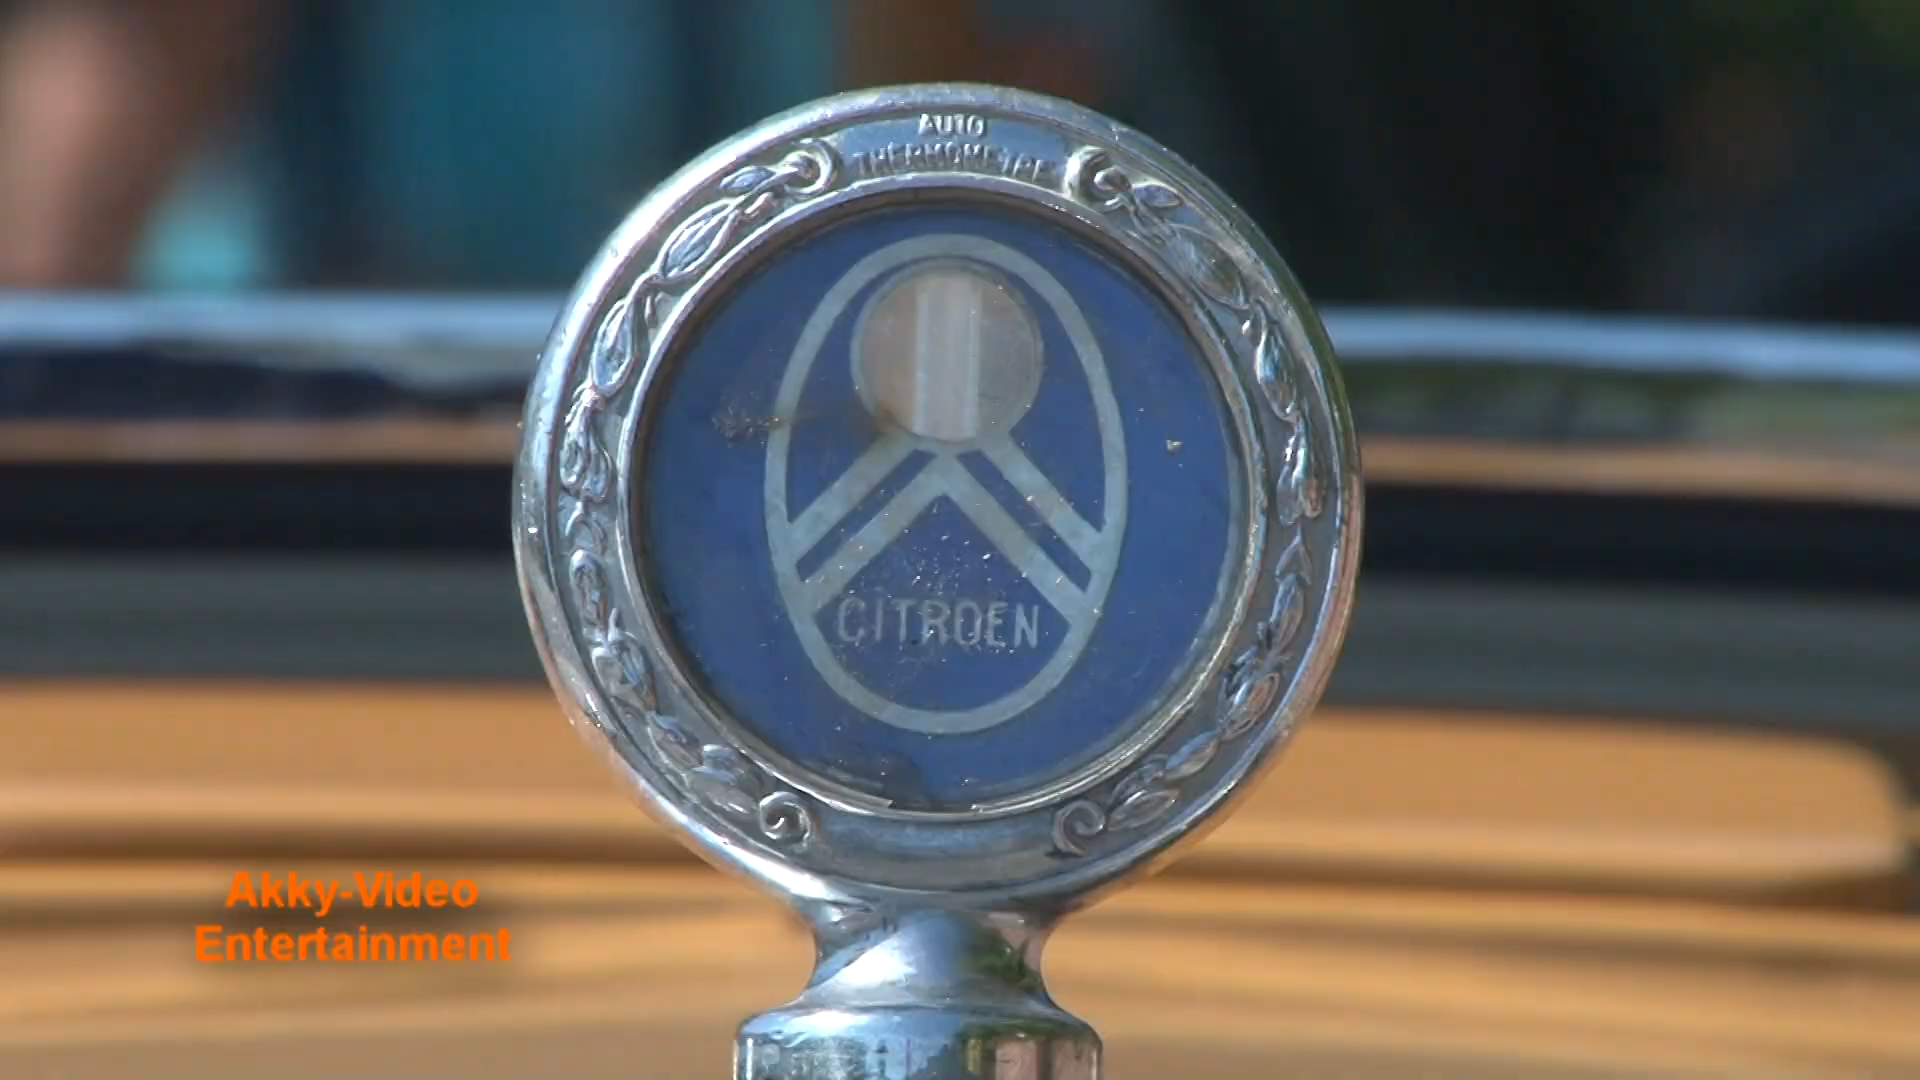 AUTO
THERMOMETRE
CITROEN
Akky-Video
Entertainment